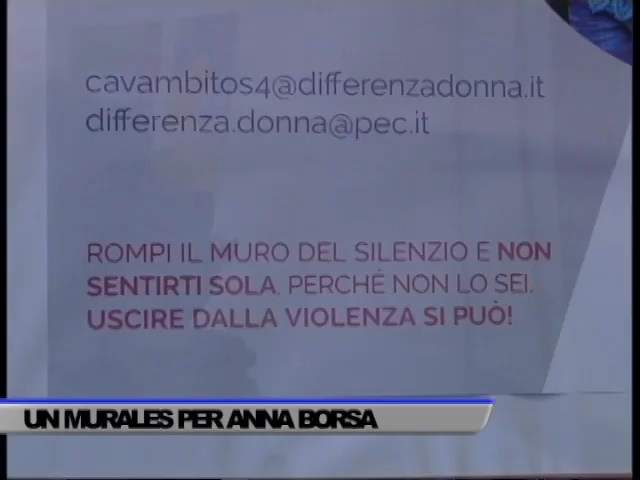 cavambitos4@differenzadonna.it
differenza.donna@pec.it
ROMPI IL MURO DEL SILENZIO E NON
SENTIRTI SOLA, PERCHÉ NON LO SEI.
USCIRE DALLA VIOLENZA SI PUÒ!
UN MURALES PER ANNA BORSA